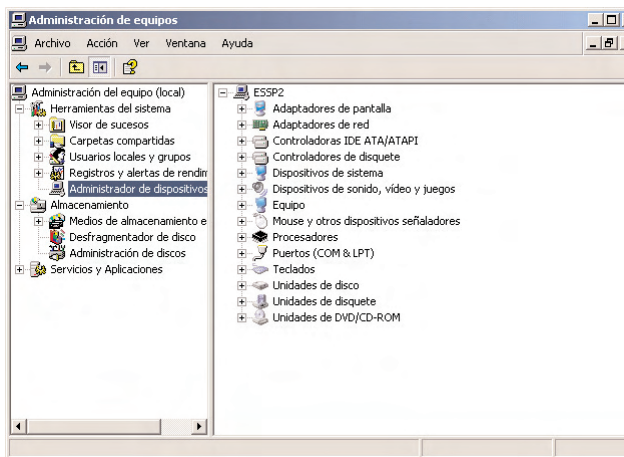 Administración de equipos
Archivo Acción Ver Ventana Ayuda
Administración del equipo (local)
Herramientas del sistema
Visor de sucesos
Carpetas compartidas
Usuarios locales y grupos
Registros y alertas de rendim
Administrador de dispositivos
Almacenamiento
Medios de almacenamiento e
Desfragmentador de disco
Administración de discos
Servicios y Aplicaciones
ESSP2
Adaptadores de pantalla
Adaptadores de red
Controladoras IDE ATA/ATAPI
Controladores de disquete
Dispositivos de sistema
Dispositivos de sonido, vídeo y juegos
Equipo
Mouse y otros dispositivos señaladores
Procesadores
Puertos (COM & LPT)
Teclados
Unidades de disco
Unidades de disquete
Unidades de DVD/CD-ROM